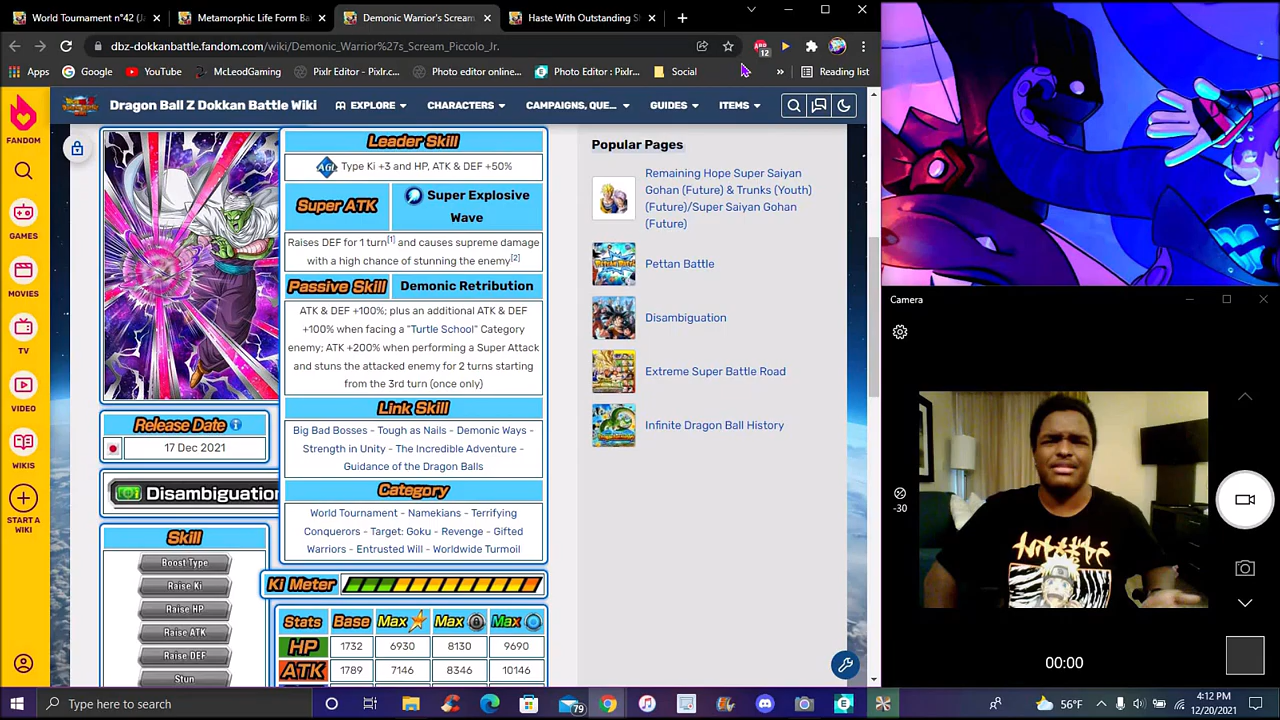 World Tournament n°42 (J
Metamorphic Life Form Ba
Demonic Warrior's Scream
Haste With Outstanding S
dbz-dokkanbattle.fandom.com/wiki/Demonic_Warrior%27s_Scream_Piccolo_Jr.
12
Apps
Google
YouTube
McLeodGaming
Pixlr Editor - Pixlr.c...
Photo editor online...
Photo Editor : Pixlr...
Social
»
Reading list
FANDOM
GAMES
MOVIES
TV
VIDEO
WIKIS
START A
WIKI
Dragon Ball Z Dokkan Battle Wiki
EXPLORE
CHARACTERS
CAMPAIGNS, QUE...
GUIDES
ITEMS
Leader Skill
AGL Type Ki +3 and HP, ATK & DEF +50%
Super ATK
Super Explosive
Wave
Raises DEF for 1 turn[1] and causes supreme damage
with a high chance of stunning the enemy[2]
Passive Skill
Demonic Retribution
ATK & DEF +100%; plus an additional ATK & DEF
+100% when facing a "Turtle School" Category
enemy; ATK +200% when performing a Super Attack
and stuns the attacked enemy for 2 turns starting
from the 3rd turn (once only)
Link Skill
Big Bad Bosses - Tough as Nails - Demonic Ways -
Strength in Unity - The Incredible Adventure -
Guidance of the Dragon Balls
Category
World Tournament - Namekians - Terrifying
Conquerors - Target: Goku - Revenge - Gifted
Warriors - Entrusted Will - Worldwide Turmoil
Ki Meter
Stats Base Max Max Max
HP 1732 6930 8130 9690
ATK 1789 7146 8346 10146
Release Date
17 Dec 2021
Disambiguation
Skill
Boost Type
Raise Ki
Raise HP
Raise ATK
Raise DEF
Stun
Popular Pages
Remaining Hope Super Saiyan
Gohan (Future) & Trunks (Youth)
(Future)/Super Saiyan Gohan
(Future)
Pettan Battle
Disambiguation
Extreme Super Battle Road
Infinite Dragon Ball History
Camera
-30
00:00
Type here to search
79
56°F
4:12 PM
12/20/2021